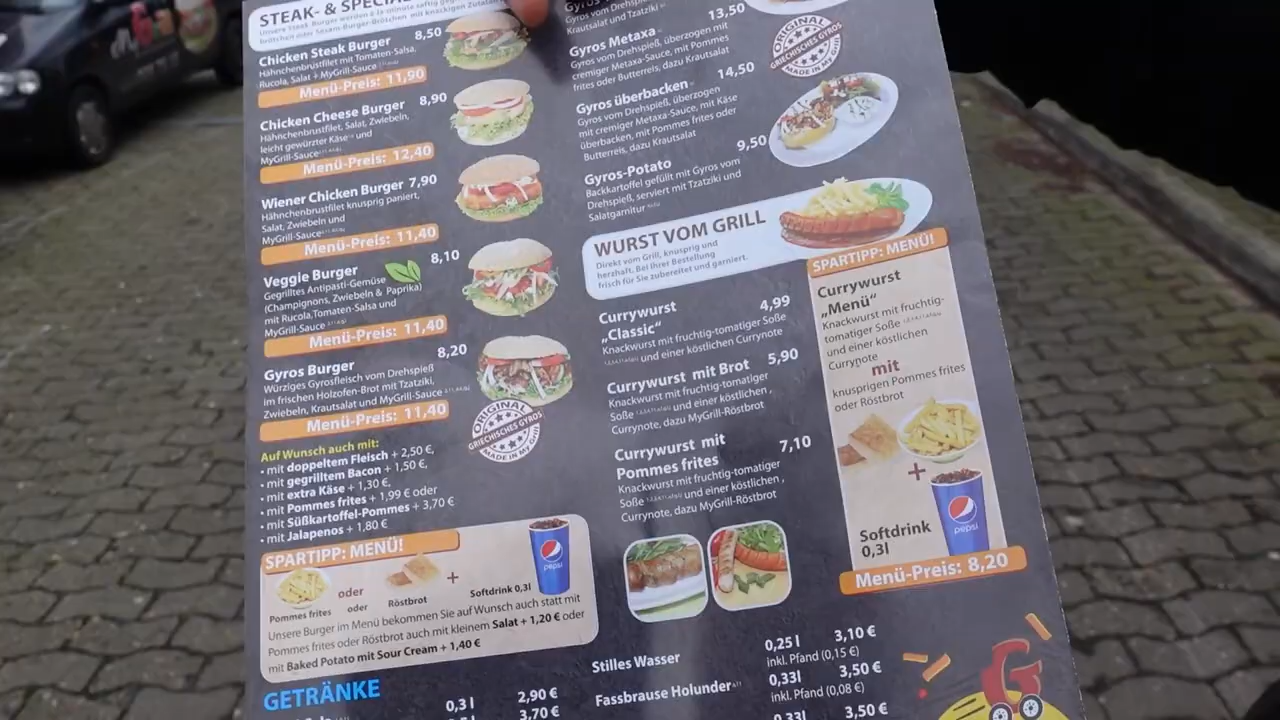 STEAK- & SPECIA
Unsere Steak-Burger werden à la minute saftig
Brötchen oder Sesam-Burger-Brötchen mit knackigen Zutaten
Chicken Steak Burger 8,50
Hähnchenbrustfilet mit Tomaten-Salsa,
Rucola, Salat + MyGrill-Sauce
Menü-Preis: 11,90
Chicken Cheese Burger 8,90
Hähnchenbrustfilet, Salat, Zwiebeln,
leicht gewürzter Käse und
MyGrill-Sauce
Menü-Preis: 12,40
Wiener Chicken Burger 7,90
Hähnchenbrustfilet knusprig paniert,
Salat, Zwiebeln und
MyGrill-Sauce
Menü-Preis: 11,40
Veggie Burger 8,10
Gegrilltes Antipasti-Gemüse
(Champignons, Zwiebeln & Paprika)
mit Rucola, Tomaten-Salsa und
MyGrill-Sauce
Menü-Preis: 11,40
Gyros Burger 8,20
Würziges Gyrosfleisch vom Drehspieß
im frischen Holzofen-Brot mit Tzatziki,
Zwiebeln, Krautsalat und MyGrill-Sauce
Menü-Preis: 11,40
ORIGINAL
GRIECHISCHES GYROS
MADE IN MY
Auf Wunsch auch mit:
• mit doppeltem Fleisch + 2,50 €,
• mit gegrilltem Bacon + 1,50 €,
• mit extra Käse + 1,30 €,
• mit Pommes frites + 1,99 € oder
• mit Süßkartoffel-Pommes + 3,70 €
• mit Jalapenos + 1,80 €
SPARTIPP: MENÜ!
pepsi
Pommes frites oder oder Röstbrot + Softdrink 0,3l
Unsere Burger im Menü bekommen Sie auf Wunsch auch statt mit
Pommes frites oder Röstbrot auch mit kleinem Salat + 1,20 € oder
mit Baked Potato mit Sour Cream + 1,40 €
GETRÄNKE
0,3 l 2,90 €
3,70 €
Gyros vom Drehspieß
Krautsalat und Tzatziki
13,50
Gyros Metaxa
Gyros vom Drehspieß, überzogen mit
cremiger Metaxa-Sauce, mit Pommes
frites oder Butterreis, dazu Krautsalat
ORIGINAL
GRIECHISCHES GYROS
MADE IN MY
14,50
Gyros überbacken
Gyros vom Drehspieß, überzogen
mit cremiger Metaxa-Sauce, mit Käse
überbacken, mit Pommes frites oder
Butterreis, dazu Krautsalat
9,50
Gyros-Potato
Backkartoffel gefüllt mit Gyros vom
Drehspieß, serviert mit Tzatziki und
Salatgarnitur
WURST VOM GRILL
Direkt vom Grill, knusprig und
herzhaft. Bei Ihrer Bestellung
frisch für Sie zubereitet und garniert.
Currywurst 4,99
„Classic“
Knackwurst mit fruchtig-tomatiger Soße
und einer köstlichen Currynote
Currywurst mit Brot 5,90
Knackwurst mit fruchtig-tomatiger
Soße und einer köstlichen
Currynote, dazu MyGrill-Röstbrot
Currywurst mit 7,10
Pommes frites
Knackwurst mit fruchtig-tomatiger
Soße und einer köstlichen
Currynote, dazu MyGrill-Röstbrot
SPARTIPP: MENÜ!
Currywurst
„Menü“
Knackwurst mit fruchtig-
tomatiger Soße
und einer köstlichen
Currynote
mit
knusprigen Pommes frites
oder Röstbrot
+
pepsi
Softdrink
0,3l
Menü-Preis: 8,20
Stilles Wasser 0,25 l 3,10 €
inkl. Pfand (0,15 €)
Fassbrause Holunder 0,33l 3,50 €
inkl. Pfand (0,08 €)
0,33l 3,50 €
G